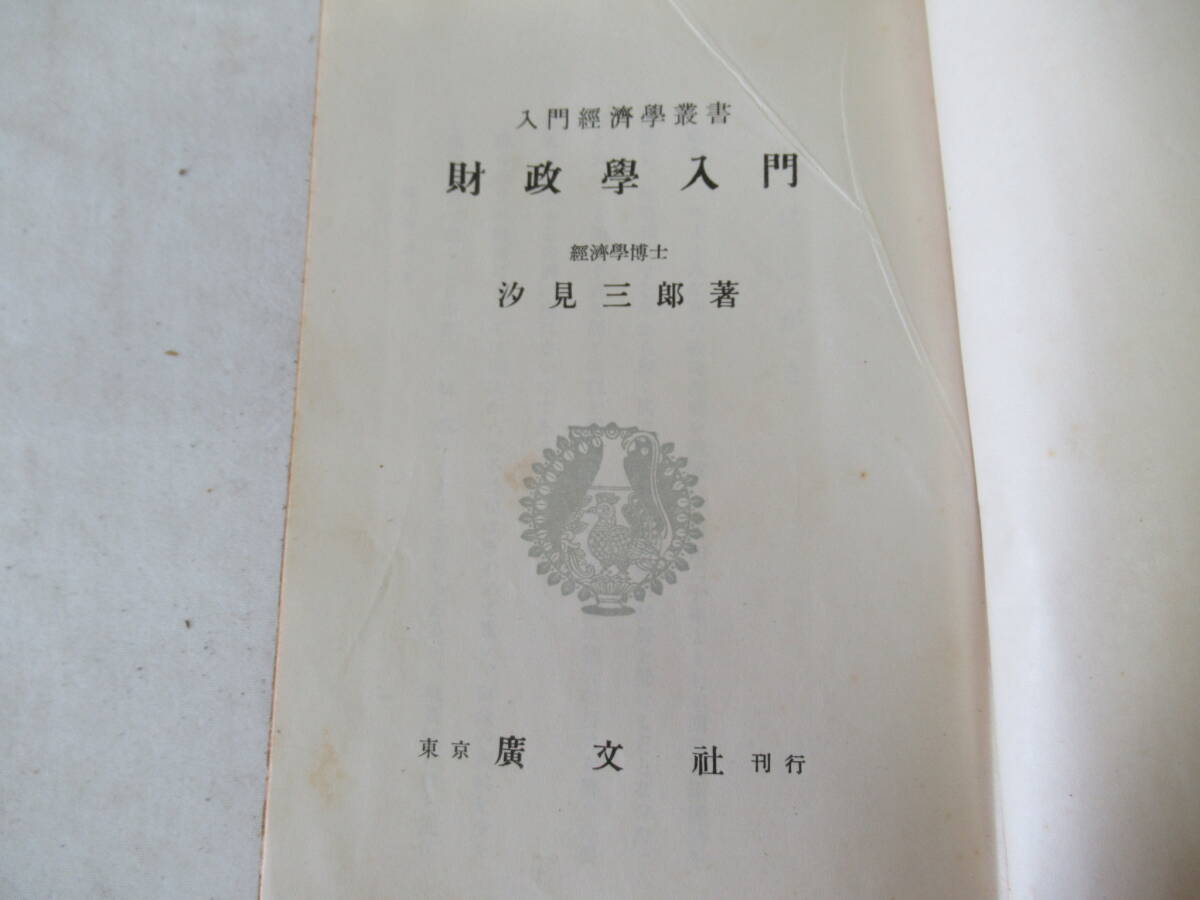 入門經濟學叢書
財政學入門
經濟學博士
汐見三郎著
東京 廣文社 刊行